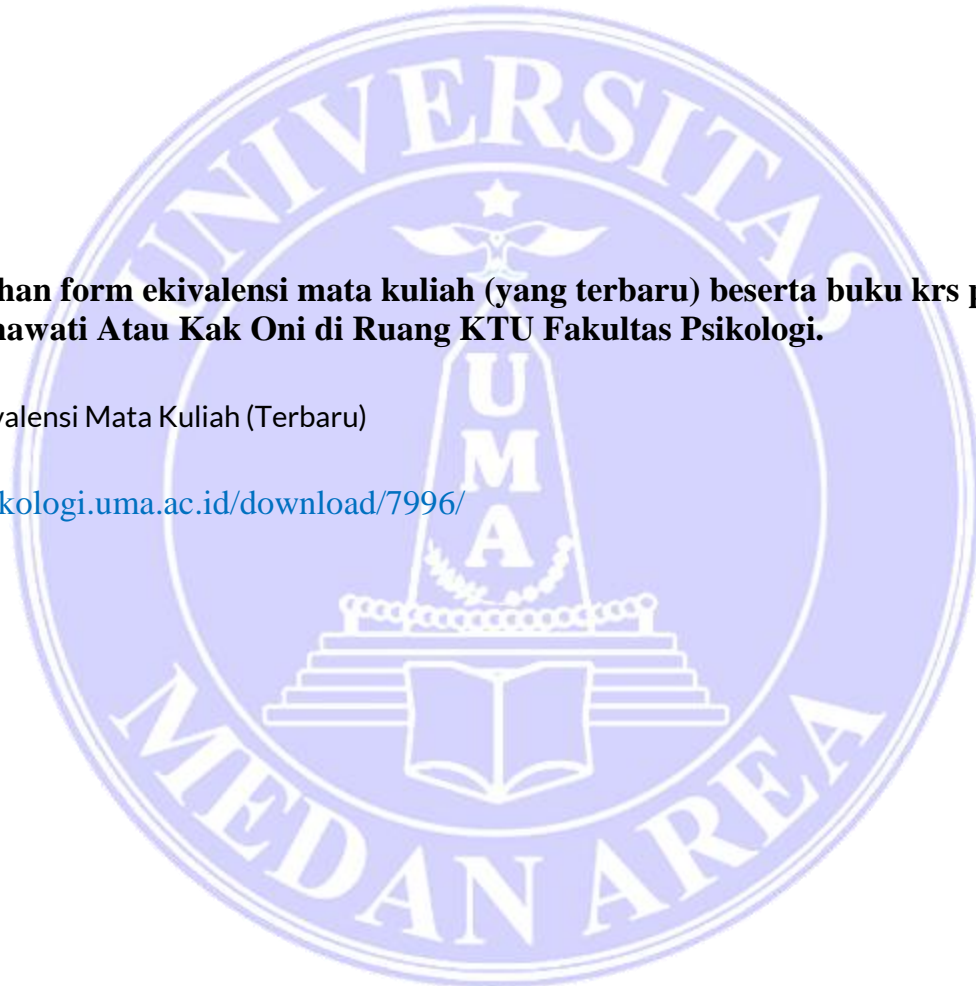 UNIVERSITAS
han form ekivalensi mata kuliah (yang terbaru) beserta buku krs p
nawati Atau Kak Oni di Ruang KTU Fakultas Psikologi.
valensi Mata Kuliah (Terbaru)
kologi.uma.ac.id/download/7996/
U
M
A
MEDAN AREA